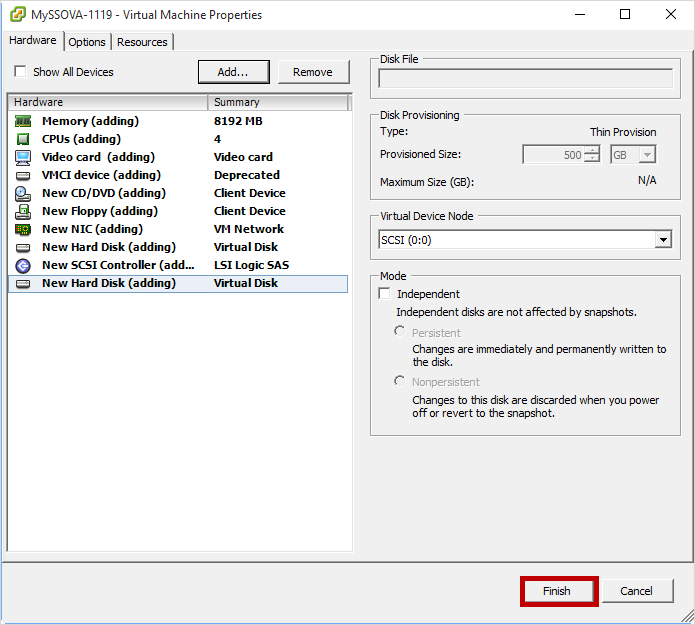 MySSOVA-1119 - Virtual Machine Properties
Hardware Options Resources
Show All Devices Add... Remove
Hardware Summary
Memory (adding) 8192 MB
CPUs (adding) 4
Video card (adding) Video card
VMCI device (adding) Deprecated
New CD/DVD (adding) Client Device
New Floppy (adding) Client Device
New NIC (adding) VM Network
New Hard Disk (adding) Virtual Disk
New SCSI Controller (add... LSI Logic SAS
New Hard Disk (adding) Virtual Disk
Disk File
Disk Provisioning
Type: Thin Provision
Provisioned Size: 500 GB
Maximum Size (GB): N/A
Virtual Device Node
SCSI (0:0)
Mode
Independent
Independent disks are not affected by snapshots.
Persistent
Changes are immediately and permanently written to
the disk.
Nonpersistent
Changes to this disk are discarded when you power
off or revert to the snapshot.
Finish Cancel